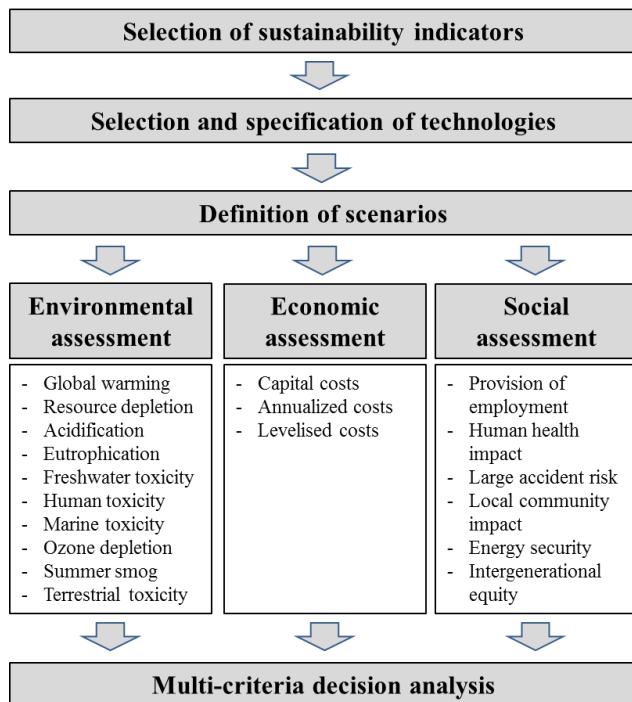 Selection of sustainability indicators
Selection and specification of technologies
Definition of scenarios
Environmental
assessment
- Global warming
- Resource depletion
- Acidification
- Eutrophication
- Freshwater toxicity
- Human toxicity
- Marine toxicity
- Ozone depletion
- Summer smog
- Terrestrial toxicity
Economic
assessment
- Capital costs
- Annualized costs
- Levelised costs
Social
assessment
- Provision of
employment
- Human health
impact
- Large accident risk
- Local community
impact
- Energy security
- Intergenerational
equity
Multi-criteria decision analysis